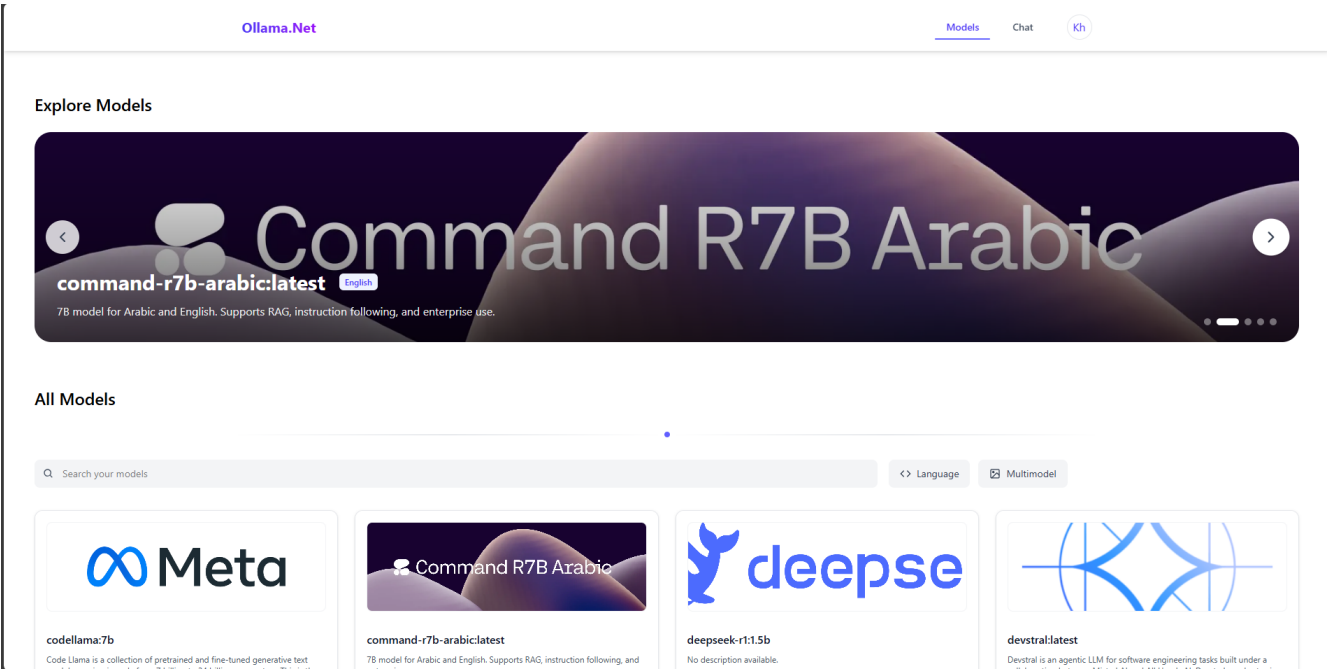 Ollama.Net
Models
Chat
Kh
Explore Models
Command R7B Arabic
command-r7b-arabic:latest
English
7B model for Arabic and English. Supports RAG, instruction following, and enterprise use.
All Models
Search your models
<> Language
Multimodel
Meta
Command R7B Arabic
deepse
codellama:7b
command-r7b-arabic:latest
deepseek-r1:1.5b
devstral:latest
Code Llama is a collection of pretrained and fine-tuned generative text
7B model for Arabic and English. Supports RAG, instruction following, and
No description available.
Devstral is an agentic LLM for software engineering tasks built under a